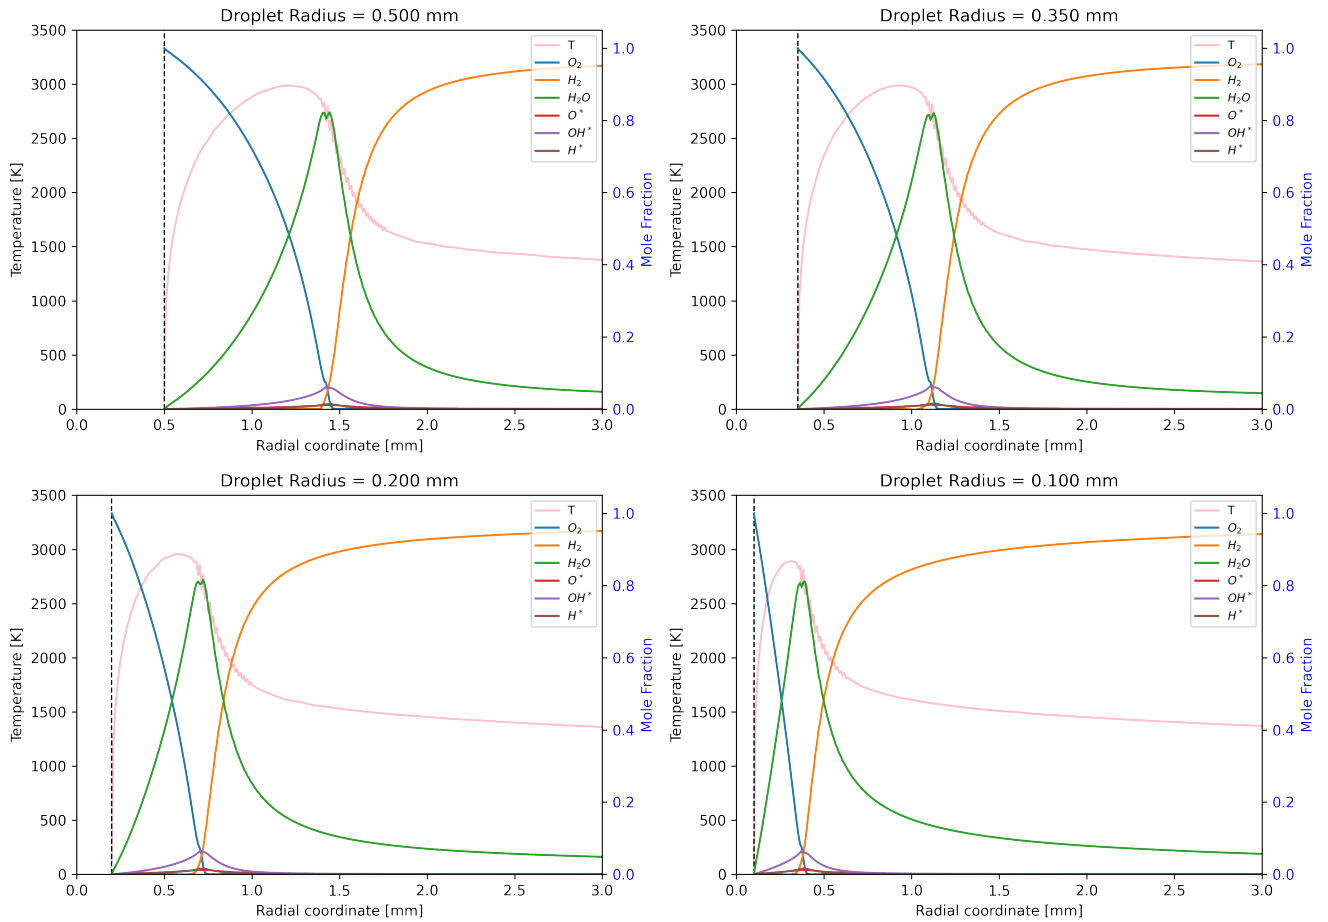 Droplet Radius = 0.500 mm
3500
3000
2500
2000
1500
1000
500
0
Temperature [K]
0.0 0.5 1.0 1.5 2.0 2.5 3.0
Radial coordinate [mm]
1.0
0.8
0.6
0.4
0.2
0.0
Mole Fraction
T
O₂
H₂
H₂O
O*
OH*
H*
Droplet Radius = 0.350 mm
3500
3000
2500
2000
1500
1000
500
0
Temperature [K]
0.0 0.5 1.0 1.5 2.0 2.5 3.0
Radial coordinate [mm]
1.0
0.8
0.6
0.4
0.2
0.0
Mole Fraction
T
O₂
H₂
H₂O
O*
OH*
H*
Droplet Radius = 0.200 mm
3500
3000
2500
2000
1500
1000
500
0
Temperature [K]
0.0 0.5 1.0 1.5 2.0 2.5 3.0
Radial coordinate [mm]
1.0
0.8
0.6
0.4
0.2
0.0
Mole Fraction
T
O₂
H₂
H₂O
O*
OH*
H*
Droplet Radius = 0.100 mm
3500
3000
2500
2000
1500
1000
500
0
Temperature [K]
0.0 0.5 1.0 1.5 2.0 2.5 3.0
Radial coordinate [mm]
1.0
0.8
0.6
0.4
0.2
0.0
Mole Fraction
T
O₂
H₂
H₂O
O*
OH*
H*